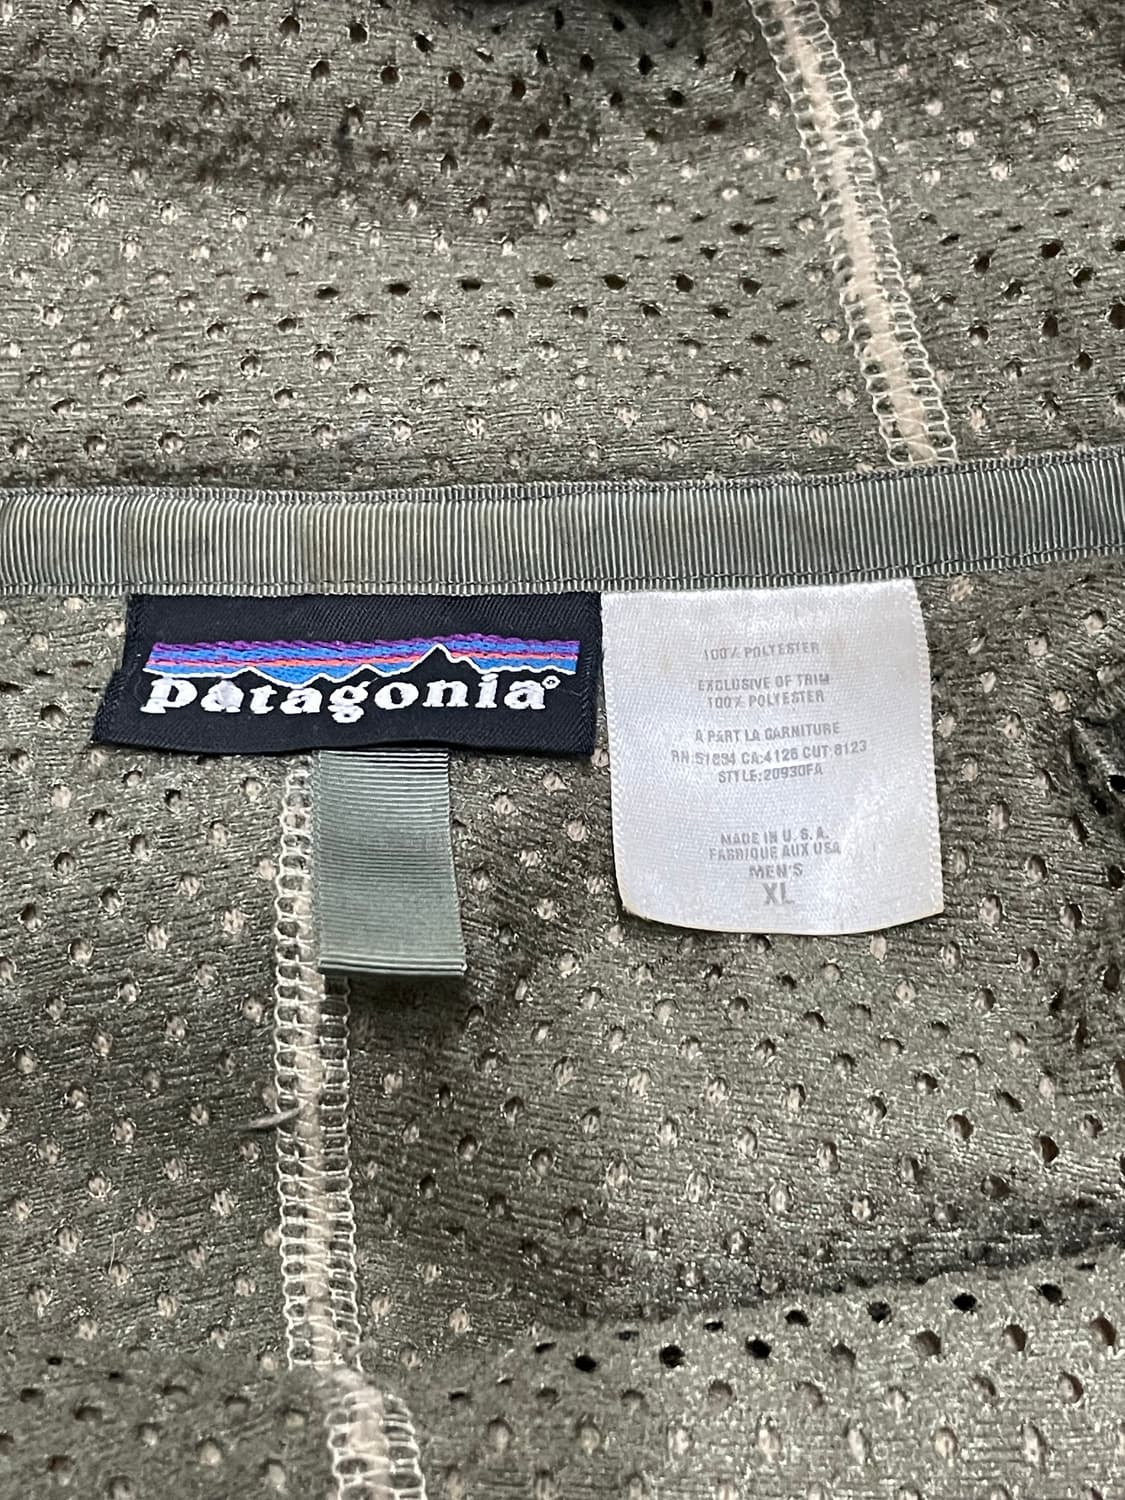 patagonia®
100% POLYESTER
EXCLUSIVE OF TRIM
100% POLYESTER
A PART LA GARNITURE
RN:51884 CA:4126 CUT:8123
STYLE:20930FA
MADE IN U.S.A.
FABRIQUE AUX USA
MEN'S
XL